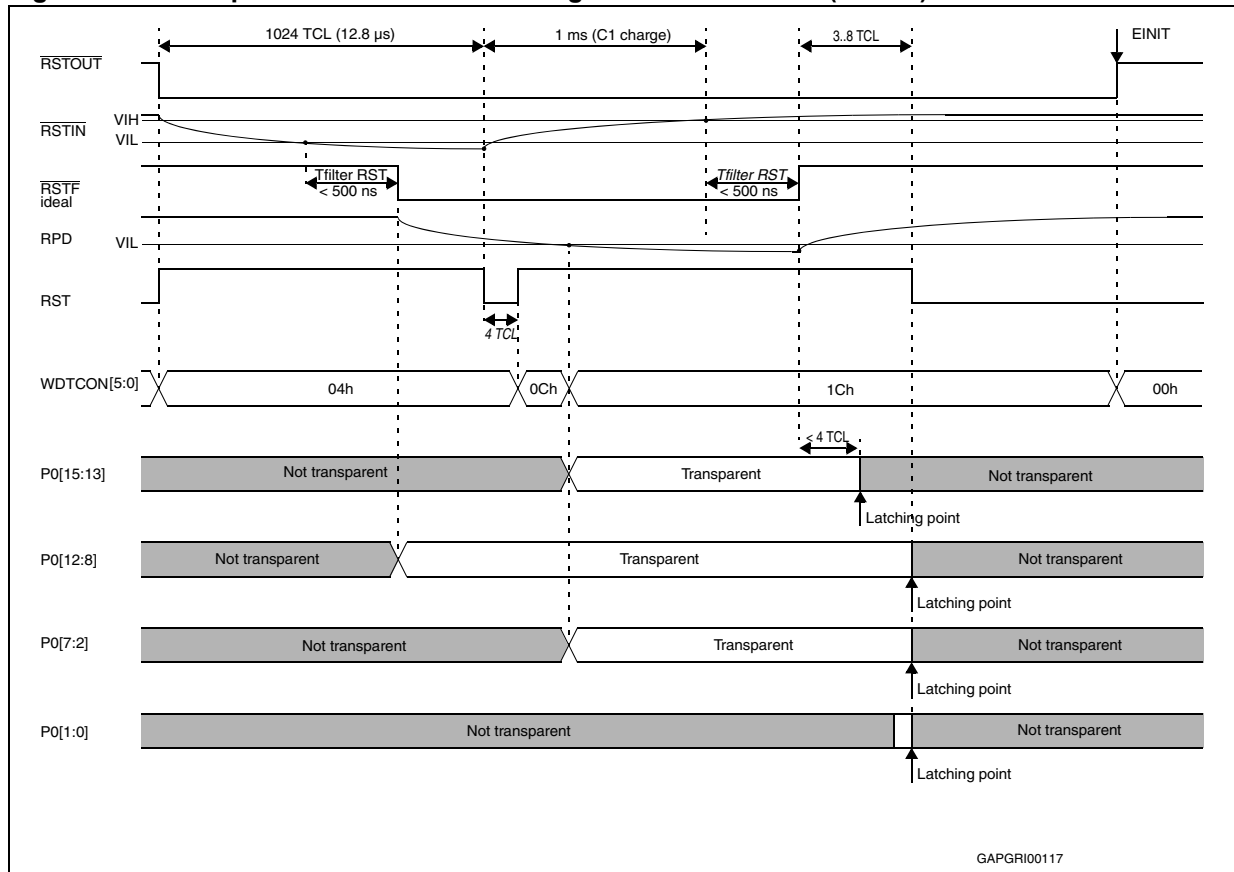 1024 TCL (12.8 µs)
1 ms (C1 charge)
3..8 TCL
EINIT
RSTOUT
RSTIN
VIH
VIL
Tfilter RST
< 500 ns
Tfilter RST
< 500 ns
RSTF
ideal
RPD
VIL
RST
4 TCL
WDTCON[5:0]
04h
0Ch
1Ch
00h
< 4 TCL
P0[15:13]
Not transparent
Transparent
Not transparent
Latching point
P0[12:8]
Not transparent
Transparent
Not transparent
Latching point
P0[7:2]
Not transparent
Transparent
Not transparent
Latching point
P0[1:0]
Not transparent
Not transparent
Latching point
GAPGRI00117